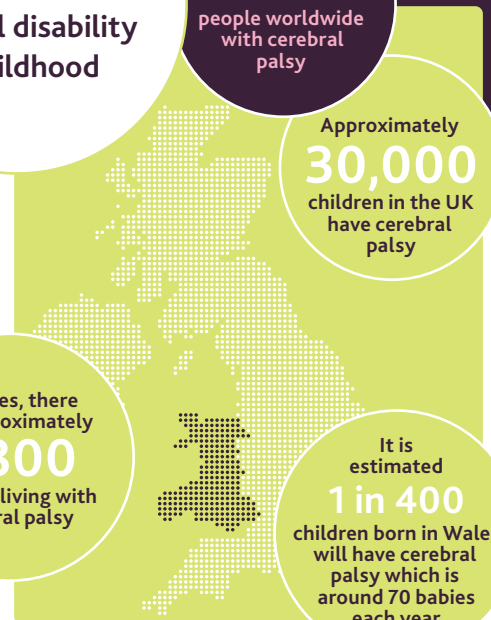 l disability
ildhood
people worldwide
with cerebral
palsy
Approximately
30,000
children in the UK
have cerebral
palsy
es, there
oximately
300
living with
ral palsy
It is
estimated
1 in 400
children born in Wale
will have cerebral
palsy which is
around 70 babies
each year